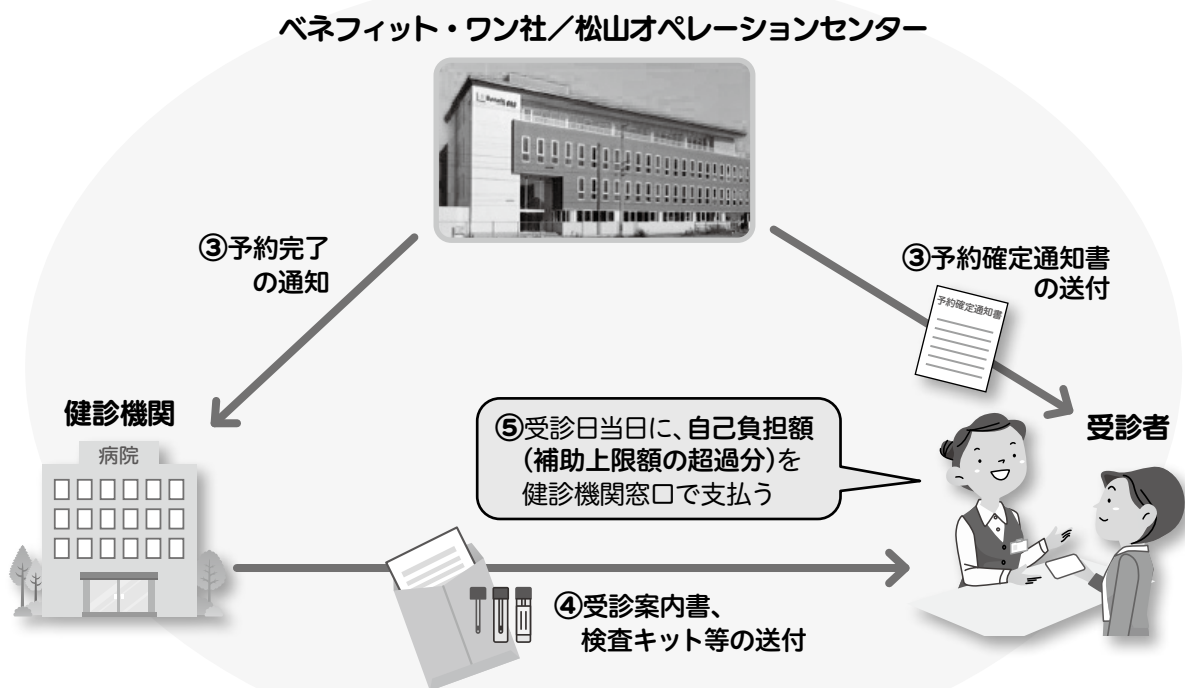 ベネフィット・ワン社／松山オペレーションセンター
③予約完了
の通知
③予約確定通知書
の送付
予約確定通知書
健診機関
病院
⑤受診日当日に、自己負担額
(補助上限額の超過分)を
健診機関窓口で支払う
受診者
④受診案内書、
検査キット等の送付